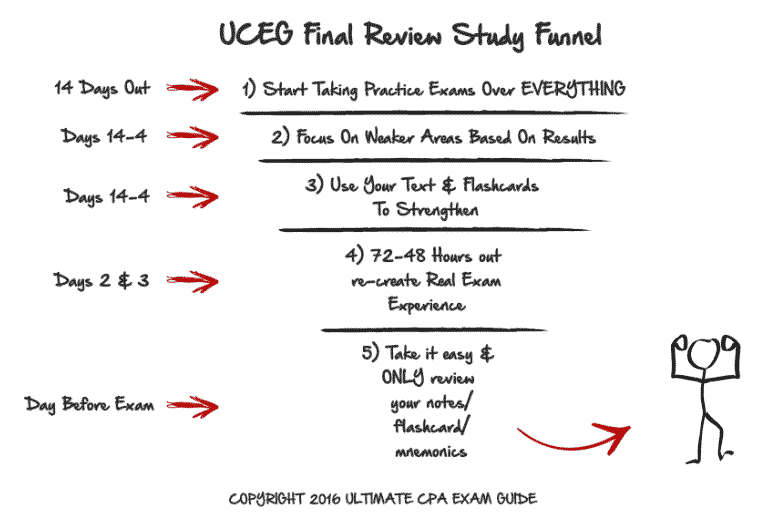 UCEG Final Review Study Funnel
14 Days Out
1) Start Taking Practice Exams Over EVERYTHING
Days 14-4
2) Focus On Weaker Areas Based On Results
Days 14-4
3) Use Your Text & Flashcards
To Strengthen
Days 2 & 3
4) 72-48 Hours out
re-create Real Exam
Experience
Day Before Exam
5) Take it easy &
ONLY review
your notes/
flashcard/
mnemonics
COPYRIGHT 2016 ULTIMATE CPA EXAM GUIDE